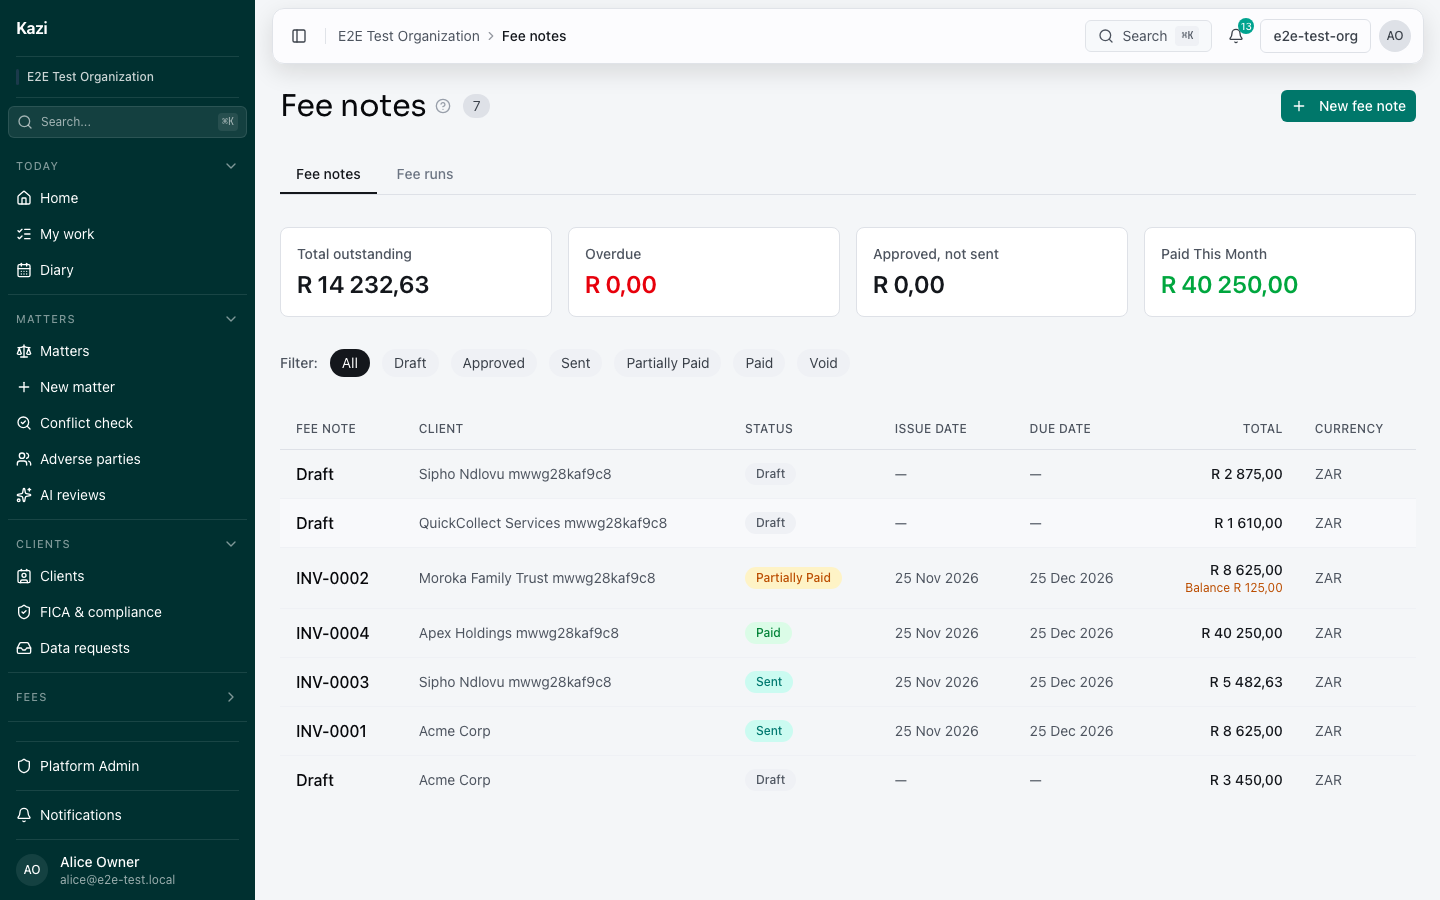 Kazi
E2E Test Organization
Search... ⌘K
TODAY
Home
My work
Diary
MATTERS
Matters
New matter
Conflict check
Adverse parties
AI reviews
CLIENTS
Clients
FICA & compliance
Data requests
FEES
Platform Admin
Notifications
AO
Alice Owner
alice@e2e-test.local
E2E Test Organization > Fee notes
Search ⌘K
13
e2e-test-org
AO
Fee notes ? 7
+ New fee note
Fee notes Fee runs
Total outstanding
R 14 232,63
Overdue
R 0,00
Approved, not sent
R 0,00
Paid This Month
R 40 250,00
Filter: All Draft Approved Sent Partially Paid Paid Void
FEE NOTE CLIENT STATUS ISSUE DATE DUE DATE TOTAL CURRENCY
Draft Sipho Ndlovu mwwg28kaf9c8 Draft — — R 2 875,00 ZAR
Draft QuickCollect Services mwwg28kaf9c8 Draft — — R 1 610,00 ZAR
INV-0002 Moroka Family Trust mwwg28kaf9c8 Partially Paid 25 Nov 2026 25 Dec 2026 R 8 625,00 ZAR
Balance R 125,00
INV-0004 Apex Holdings mwwg28kaf9c8 Paid 25 Nov 2026 25 Dec 2026 R 40 250,00 ZAR
INV-0003 Sipho Ndlovu mwwg28kaf9c8 Sent 25 Nov 2026 25 Dec 2026 R 5 482,63 ZAR
INV-0001 Acme Corp Sent 25 Nov 2026 25 Dec 2026 R 8 625,00 ZAR
Draft Acme Corp Draft — — R 3 450,00 ZAR